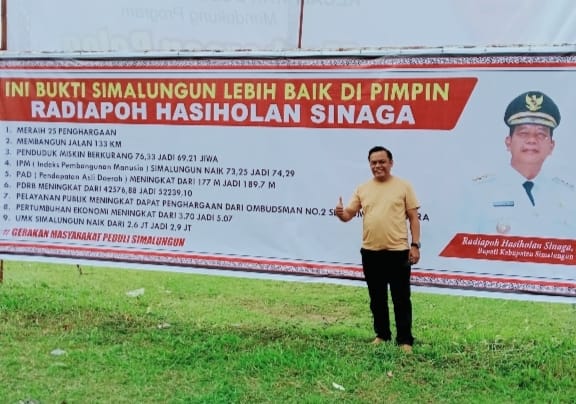 Mendukung Program
INI BUKTI SIMALUNGUN LEBIH BAIK DI PIMPIN
RADIAPOH HASIHOLAN SINAGA
1. MERAIH 25 PENGHARGAAN
2. MEMBANGUN JALAN 133 KM
3. PENDUDUK MISKIN BERKURANG 76,33 JADI 69,21 JIWA
4. IPM ( Indeks Pembangunan Manusia ) SIMALUNGUN NAIK 73,25 JADI 74,29
5. PAD ( Pendapaten Asli Daerah ) MENINGKAT DARI 177 M JADI 189,7 M
6. PDRB MENINGKAT DARI 42576,88 JADI 52239,10
7. PELAYANAN PUBLIK MENINGKAT DAPAT PENGHARGAAN DARI OMBUDSMAN NO.2 SE
8. PERTUMBUHAN EKONOMI MENINGKAT DARI 3.70 JADI 5.07
9. UMK SIMALUNGUN NAIK DARI 2.6 JT JADI 2,9 JT
# GERAKAN MASYARAKAT PEDULI SIMALUNGUN
Radiapoh Hasiholan Sinaga,
Bupati Kabupaten Simalungun